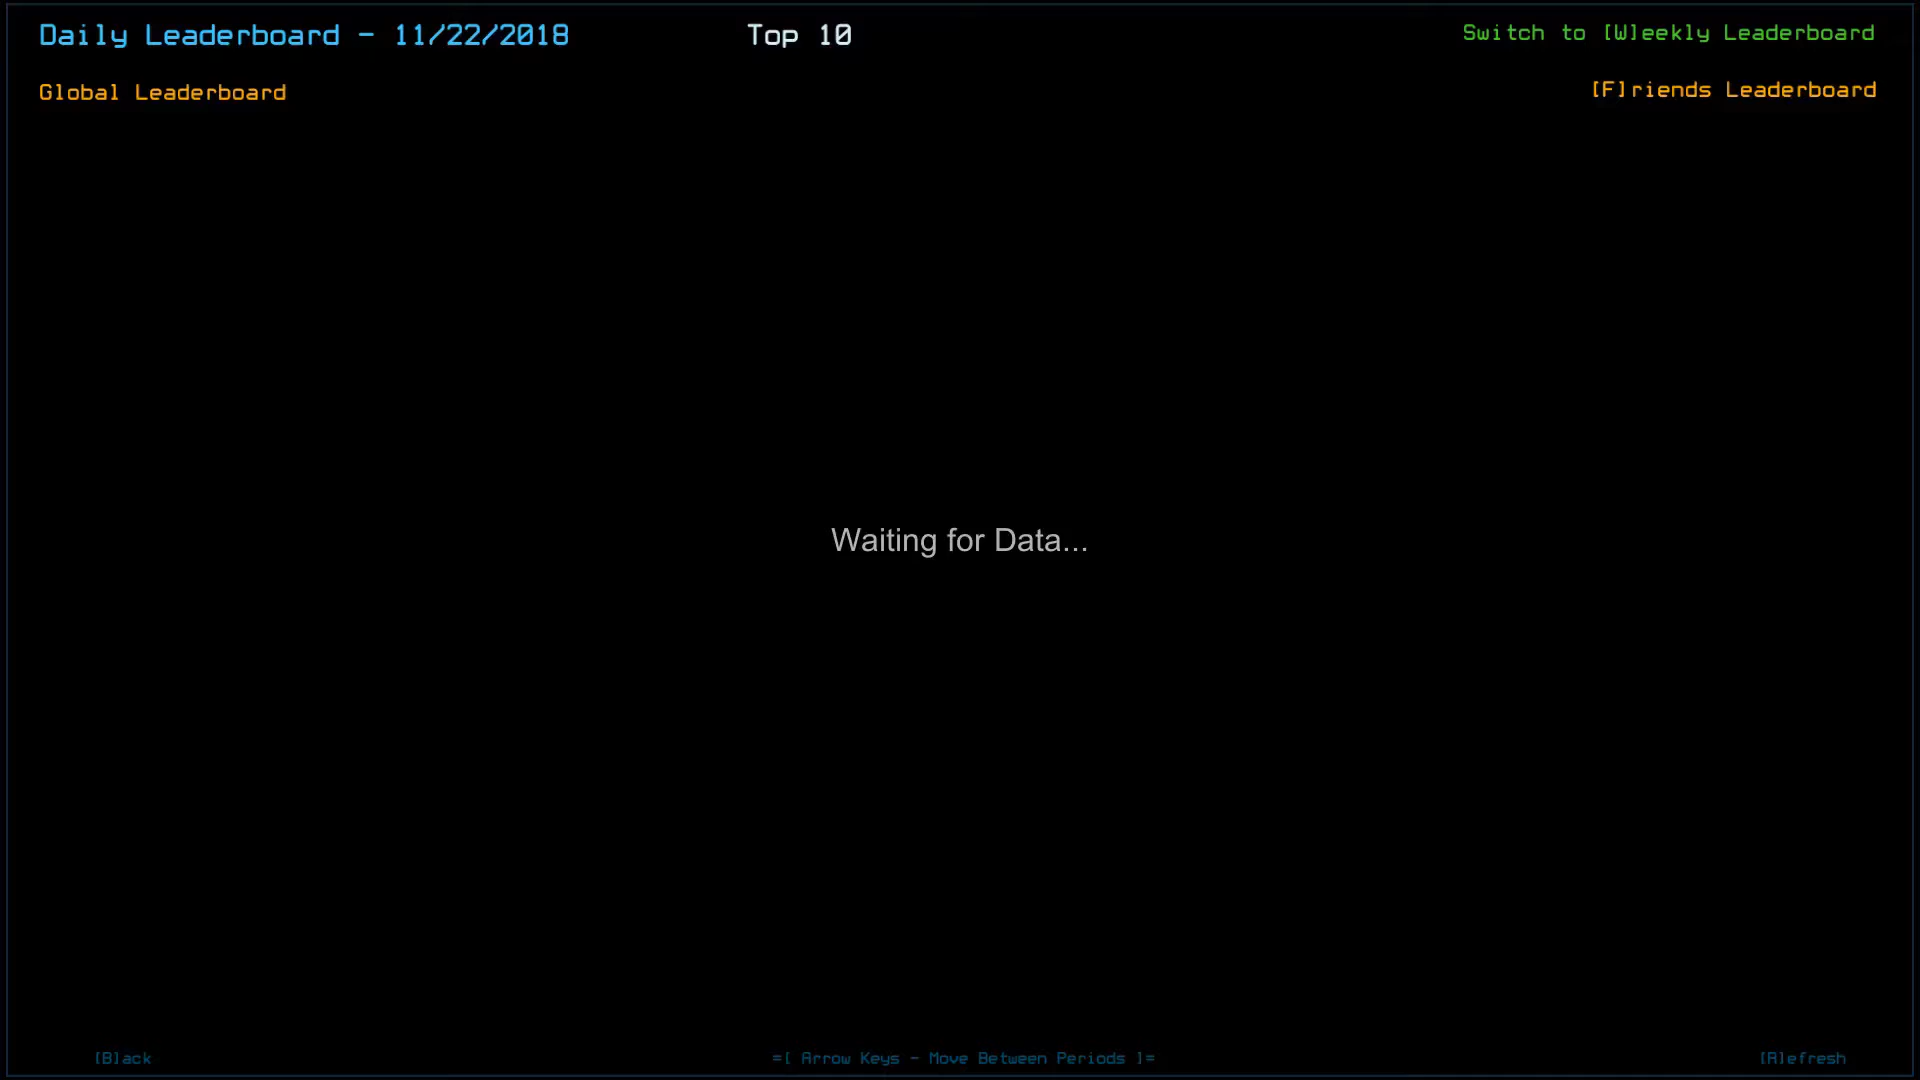 Daily Leaderboard - 11/22/2018
Top 10
Switch to [W]eekly Leaderboard
Global Leaderboard
[F]riends Leaderboard
Waiting for Data...
[B]ack
=[ Arrow Keys - Move Between Periods ]=
[R]efresh